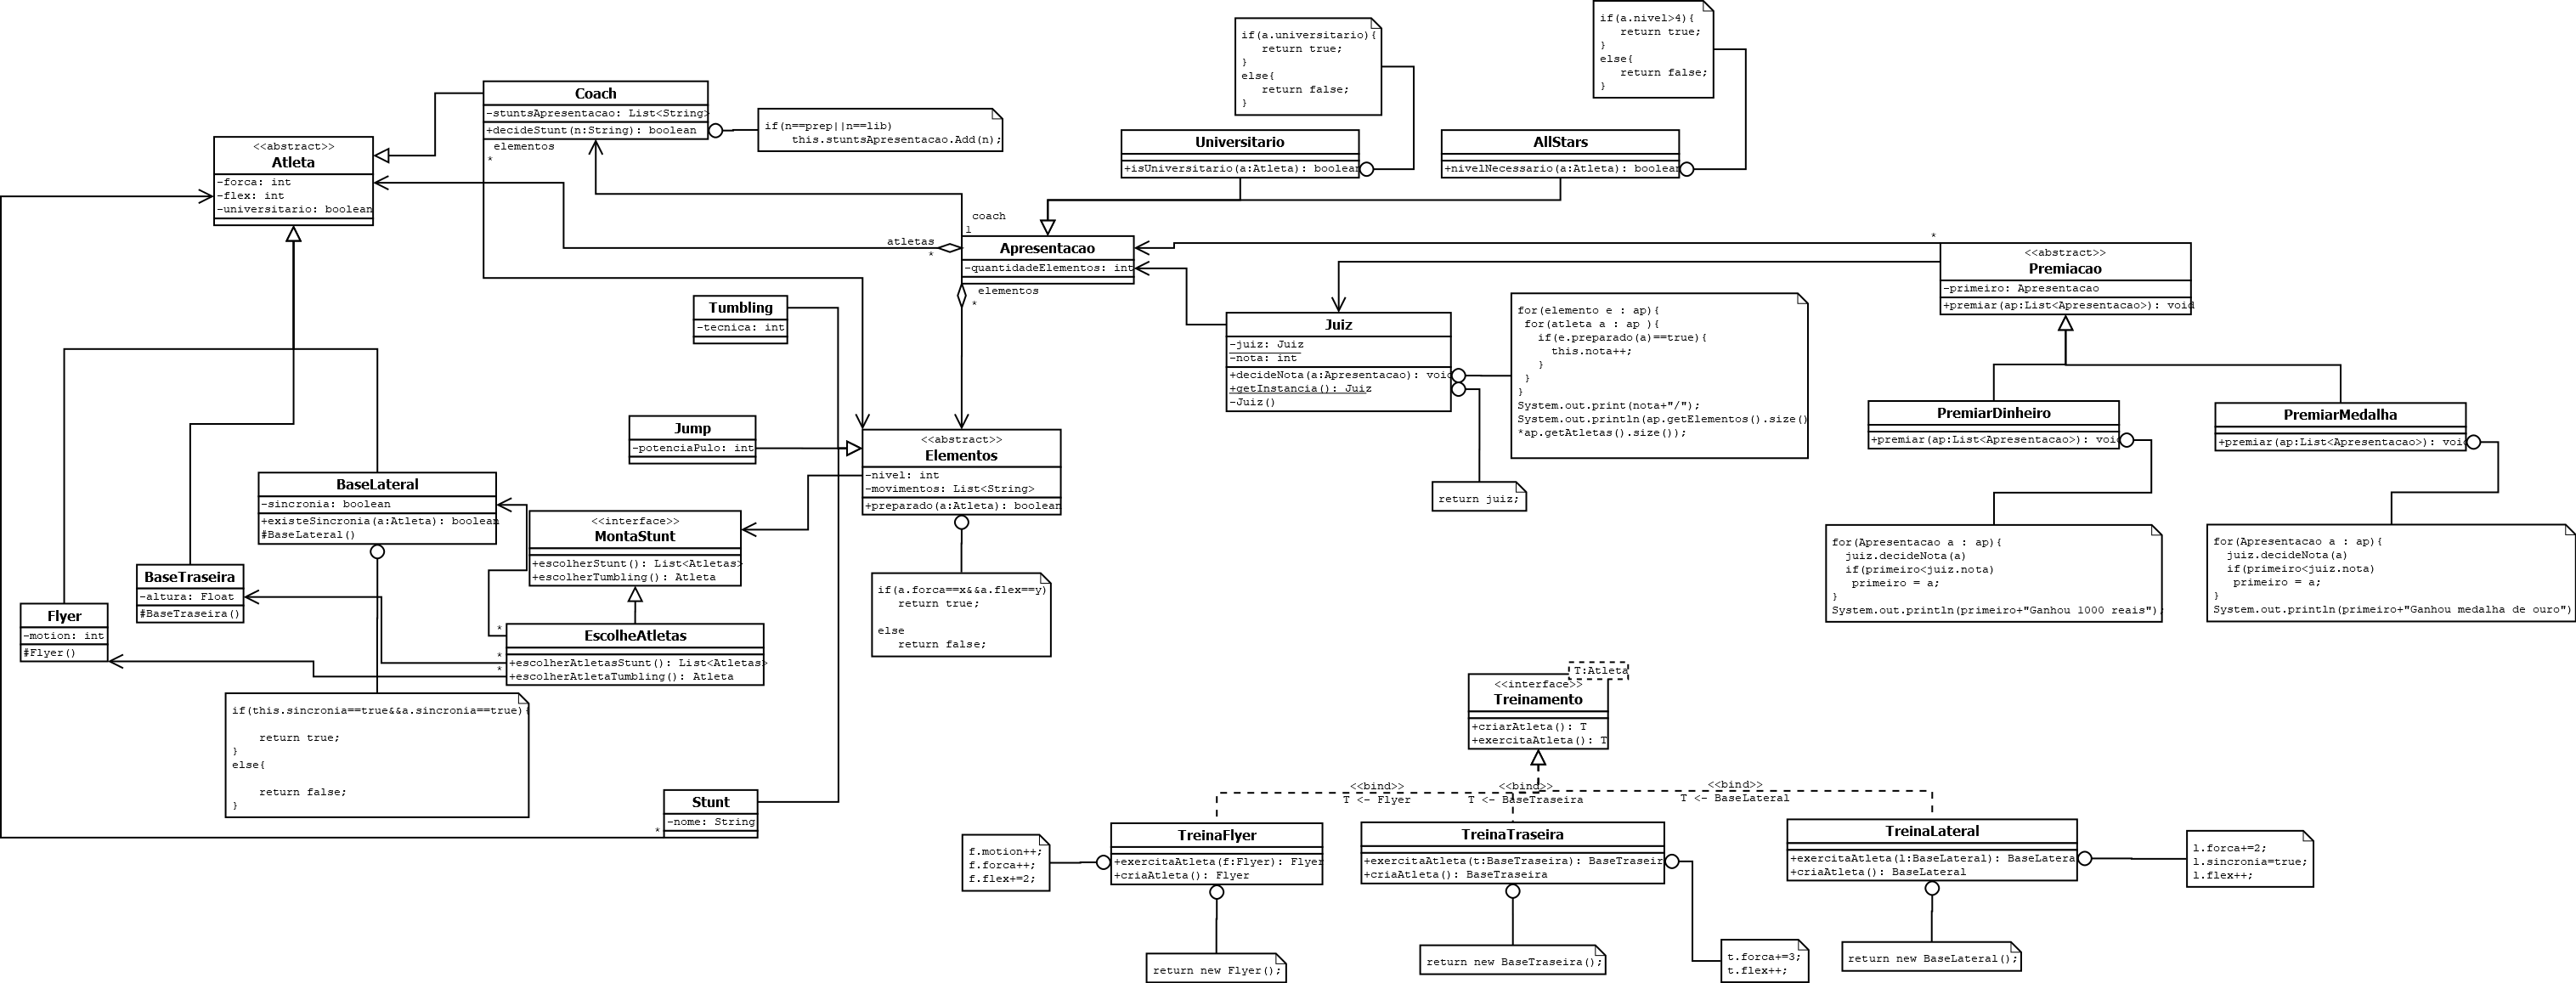 if(a.nivel>4){
return true;
}
else{
return false;
}
if(a.universitario){
return true;
}
else{
return false;
}
Coach
-stuntsApresentacao: List<String>
+decideStunt(n:String): boolean
elementos
*
if(n==prep||n==lib)
this.stuntsApresentacao.Add(n);
Universitario
+isUniversitario(a:Atleta): boolean
AllStars
+nivelNecessario(a:Atleta): boolean
<<abstract>>
Atleta
-forca: int
-flex: int
-universitario: boolean
coach
1
atletas
*
Apresentacao
-quantidadeElementos: int
elementos
*
*
<<abstract>>
Premiacao
-primeiro: Apresentacao
+premiar(ap:List<Apresentacao>): void
Tumbling
-tecnica: int
Juiz
-juiz: Juiz
-nota: int
+decideNota(a:Apresentacao): void
+getInstancia(): Juiz
-Juiz()
for(elemento e : ap){
for(atleta a : ap ){
if(e.preparado(a)==true){
this.nota++;
}
}
}
System.out.print(nota+"/");
System.out.println(ap.getElementos().size()
*ap.getAtletas().size());
return juiz;
PremiarDinheiro
+premiar(ap:List<Apresentacao>): void
PremiarMedalha
+premiar(ap:List<Apresentacao>): void
Jump
-potenciaPulo: int
<<abstract>>
Elementos
-nivel: int
-movimentos: List<String>
+preparado(a:Atleta): boolean
BaseLateral
-sincronia: boolean
+existeSincronia(a:Atleta): boolean
#BaseLateral()
<<interface>>
MontaStunt
+escolherStunt(): List<Atletas>
+escolherTumbling(): Atleta
BaseTraseira
-altura: Float
#BaseTraseira()
Flyer
-motion: int
#Flyer()
*
*
*
EscolheAtletas
+escolherAtletasStunt(): List<Atletas>
+escolherAtletaTumbling(): Atleta
if(a.forca==x&&a.flex==y)
return true;
else
return false;
for(Apresentacao a : ap){
juiz.decideNota(a)
if(primeiro<juiz.nota)
primeiro = a;
}
System.out.println(primeiro+"Ganhou 1000 reais");
for(Apresentacao a : ap){
juiz.decideNota(a)
if(primeiro<juiz.nota)
primeiro = a;
}
System.out.println(primeiro+"Ganhou medalha de ouro")
if(this.sincronia==true&&a.sincronia==true){
return true;
}
else{
return false;
}
Stunt
-nome: String
*
T:Atleta
<<interface>>
Treinamento
+criarAtleta(): T
+exercitaAtleta(): T
<<bind>>
T <- Flyer
<<bind>>
T <- BaseTraseira
<<bind>>
T <- BaseLateral
f.motion++;
f.forca++;
f.flex+=2;
TreinaFlyer
+exercitaAtleta(f:Flyer): Flyer
+criaAtleta(): Flyer
TreinaTraseira
+exercitaAtleta(t:BaseTraseira): BaseTraseir
+criaAtleta(): BaseTraseira
TreinaLateral
+exercitaAtleta(l:BaseLateral): BaseLatera
+criaAtleta(): BaseLateral
l.forca+=2;
l.sincronia=true;
l.flex++;
return new Flyer();
return new BaseTraseira();
t.forca+=3;
t.flex++;
return new BaseLateral();